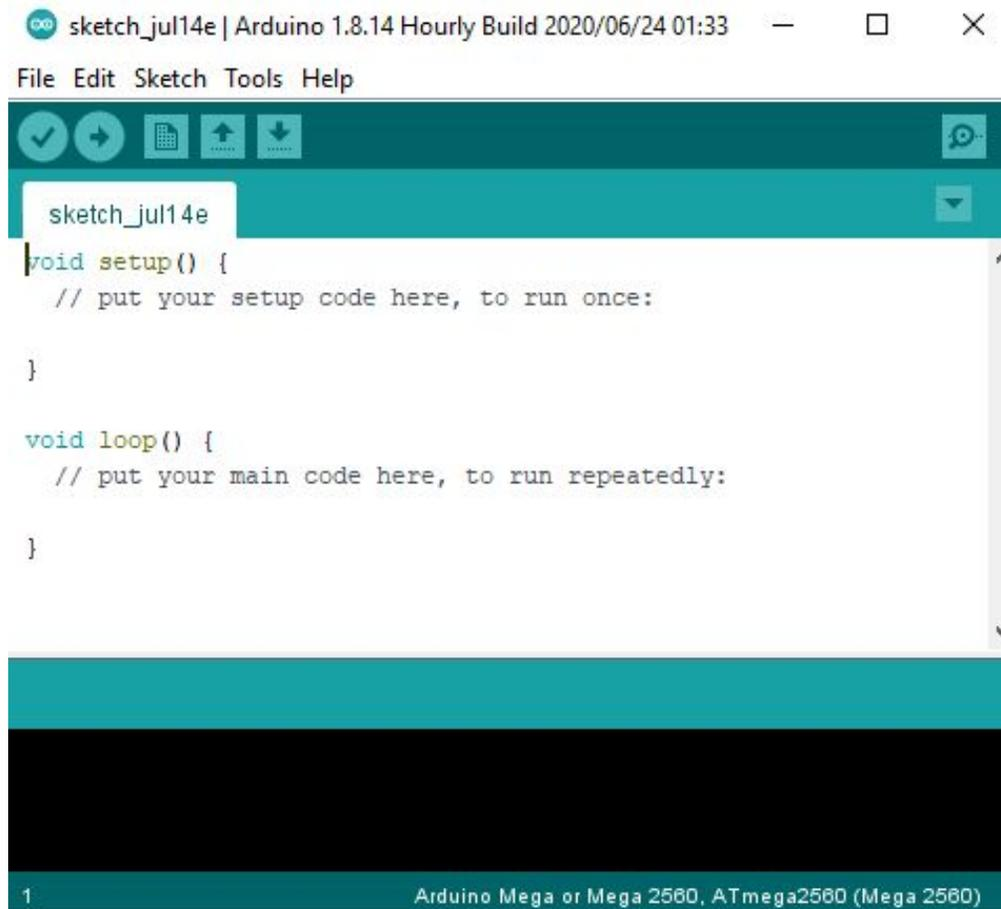 sketch_jul14e | Arduino 1.8.14 Hourly Build 2020/06/24 01:33
File Edit Sketch Tools Help
sketch_jul14e
void setup() {
  // put your setup code here, to run once:
}
void loop() {
  // put your main code here, to run repeatedly:
}
1 Arduino Mega or Mega 2560, ATmega2560 (Mega 2560)